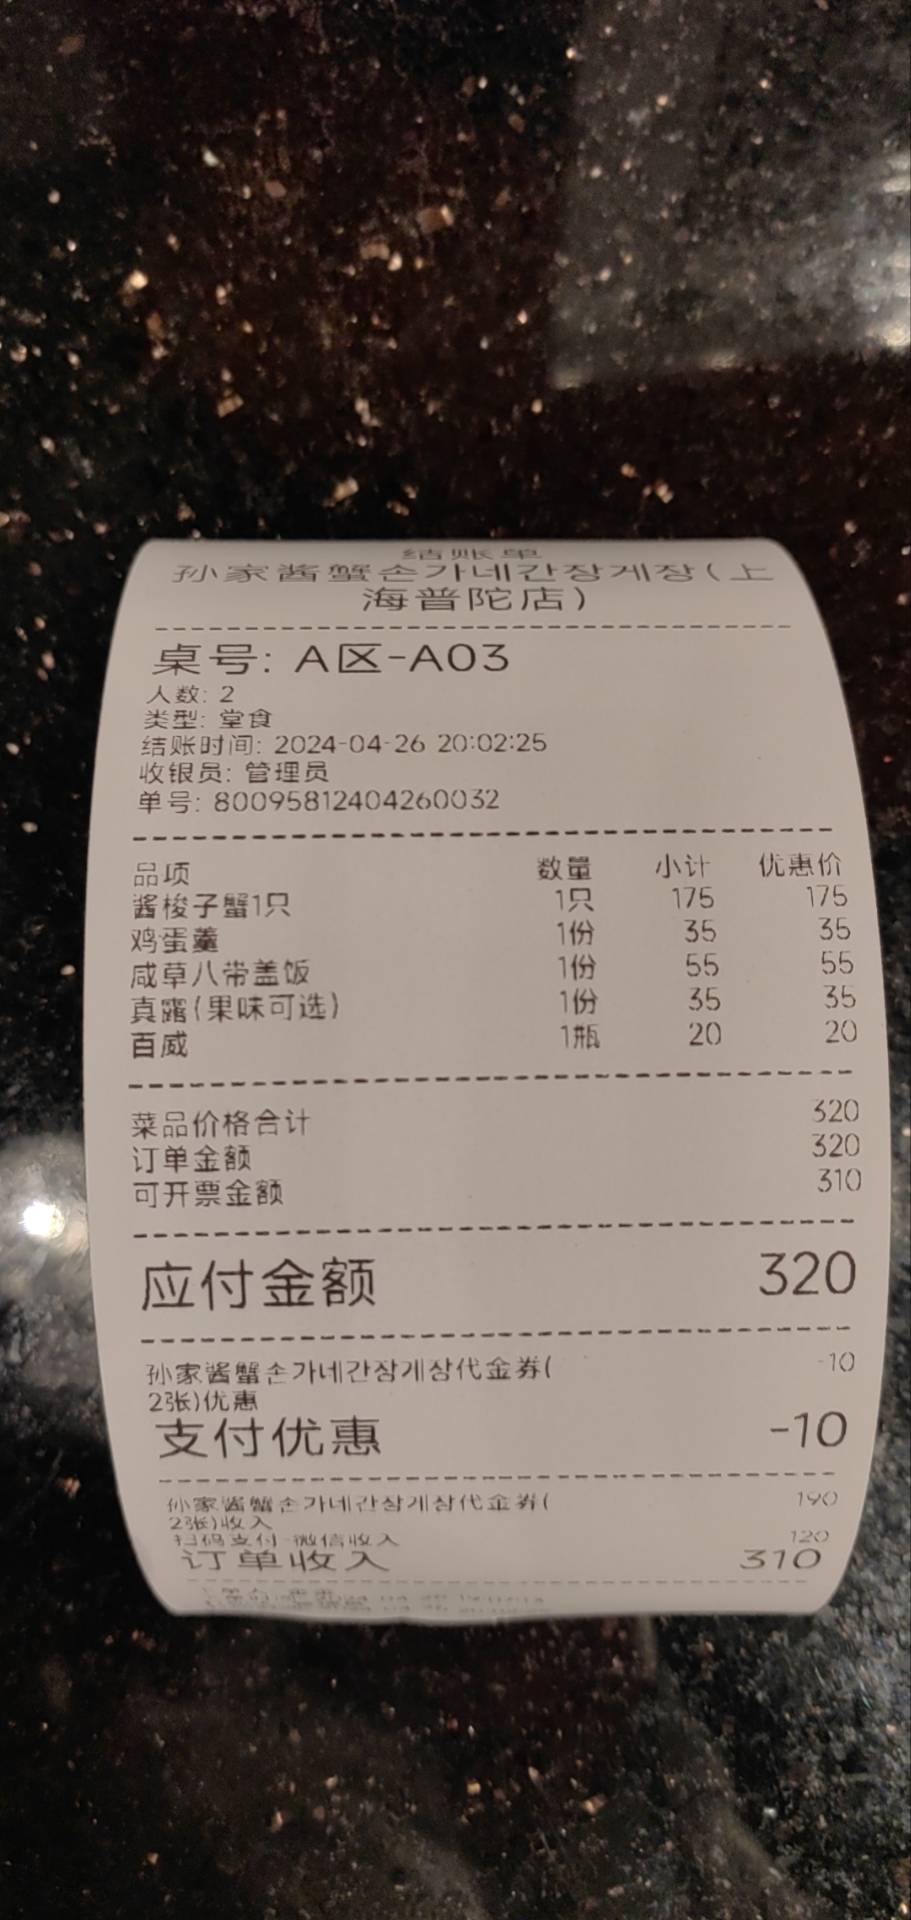 结账单
孙家酱蟹손가네간장게장(上
海普陀店)
桌号: A区-A03
人数: 2
类型: 堂食
结账时间: 2024-04-26 20:02:25
收银员: 管理员
单号: 80095812404260032
品项 数量 小计 优惠价
酱梭子蟹1只 1只 175 175
鸡蛋羹 1份 35 35
咸草八带盖饭 1份 55 55
真露(果味可选) 1份 35 35
百威 1瓶 20 20
菜品价格合计 320
订单金额 320
可开票金额 310
应付金额 320
孙家酱蟹손가네간장게장代金券( -10
2张)优惠
支付优惠 -10
孙家酱蟹손가네간장게장代金券( 190
2张)收入
扫码支付-微信收入 120
订单收入 310